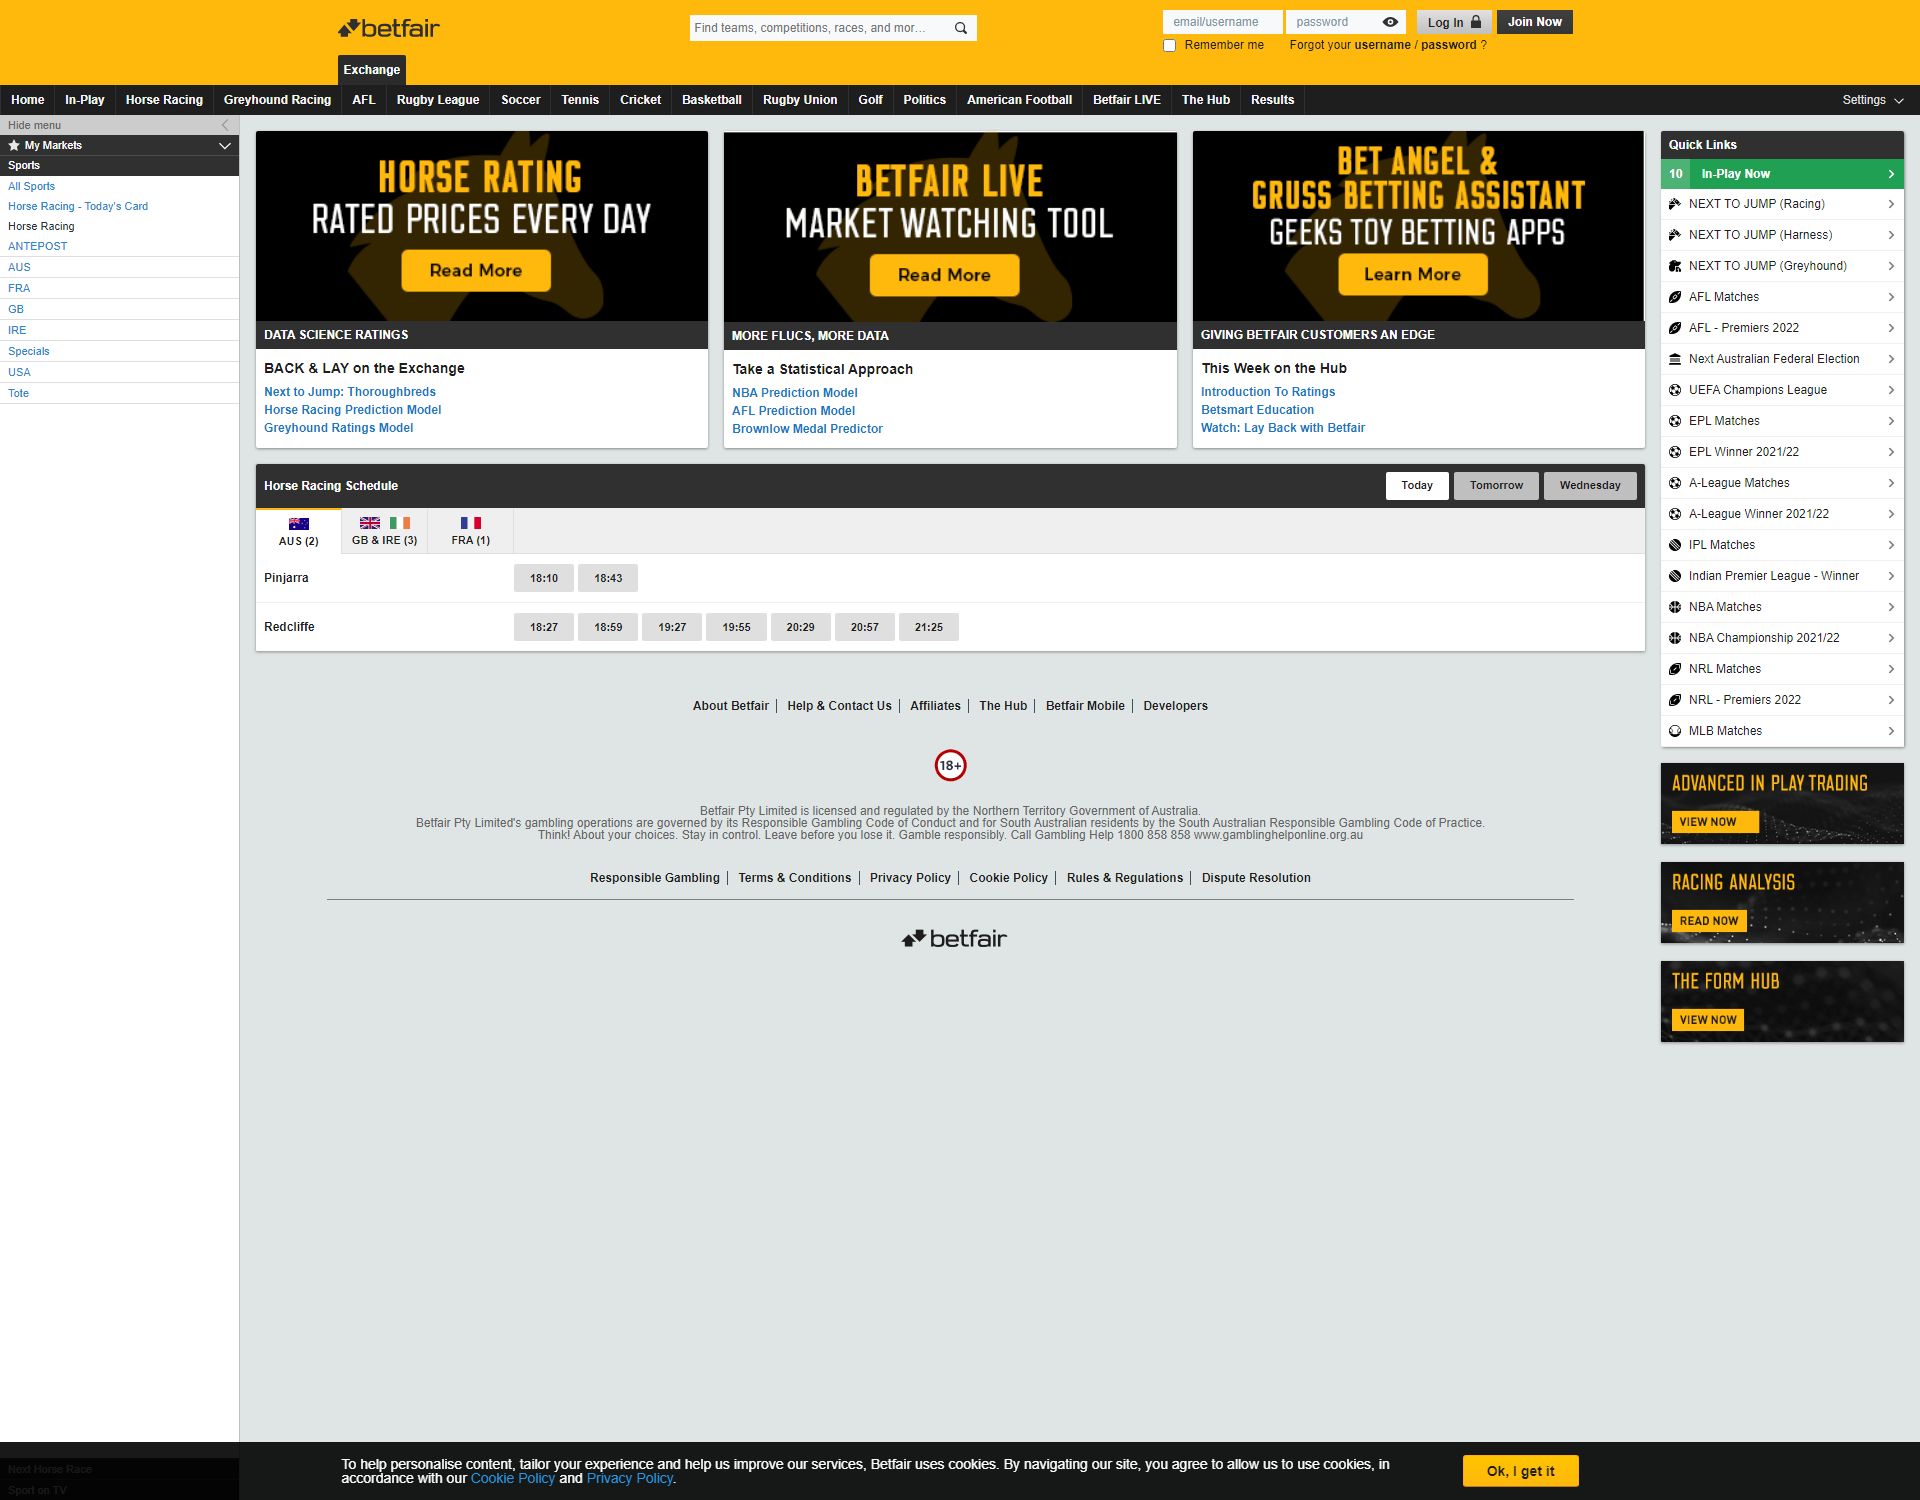 betfair
Find teams, competitions, races, and mor...
email/username
password
Log In
Join Now
Remember me
Forgot your username / password ?
Exchange
Home
In-Play
Horse Racing
Greyhound Racing
AFL
Rugby League
Soccer
Tennis
Cricket
Basketball
Rugby Union
Golf
Politics
American Football
Betfair LIVE
The Hub
Results
Settings
Hide menu
My Markets
Sports
All Sports
Horse Racing - Today's Card
Horse Racing
ANTEPOST
AUS
FRA
GB
IRE
Specials
USA
Tote
HORSE RATING
RATED PRICES EVERY DAY
Read More
DATA SCIENCE RATINGS
BACK & LAY on the Exchange
Next to Jump: Thoroughbreds
Horse Racing Prediction Model
Greyhound Ratings Model
BETFAIR LIVE
MARKET WATCHING TOOL
Read More
MORE FLUCS, MORE DATA
Take a Statistical Approach
NBA Prediction Model
AFL Prediction Model
Brownlow Medal Predictor
BET ANGEL &
GRUSS BETTING ASSISTANT
GEEKS TOY BETTING APPS
Learn More
GIVING BETFAIR CUSTOMERS AN EDGE
This Week on the Hub
Introduction To Ratings
Betsmart Education
Watch: Lay Back with Betfair
Horse Racing Schedule
Today
Tomorrow
Wednesday
AUS (2)
GB & IRE (3)
FRA (1)
Pinjarra
18:10
18:43
Redcliffe
18:27
18:59
19:27
19:55
20:29
20:57
21:25
Quick Links
10 In-Play Now
NEXT TO JUMP (Racing)
NEXT TO JUMP (Harness)
NEXT TO JUMP (Greyhound)
AFL Matches
AFL - Premiers 2022
Next Australian Federal Election
UEFA Champions League
EPL Matches
EPL Winner 2021/22
A-League Matches
A-League Winner 2021/22
IPL Matches
Indian Premier League - Winner
NBA Matches
NBA Championship 2021/22
NRL Matches
NRL - Premiers 2022
MLB Matches
ADVANCED IN PLAY TRADING
VIEW NOW
RACING ANALYSIS
READ NOW
THE FORM HUB
VIEW NOW
About Betfair
Help & Contact Us
Affiliates
The Hub
Betfair Mobile
Developers
18+
Betfair Pty Limited is licensed and regulated by the Northern Territory Government of Australia.
Betfair Pty Limited's gambling operations are governed by its Responsible Gambling Code of Conduct and for South Australian residents by the South Australian Responsible Gambling Code of Practice.
Think! About your choices. Stay in control. Leave before you lose it. Gamble responsibly. Call Gambling Help 1800 858 858 www.gamblinghelponline.org.au
Responsible Gambling
Terms & Conditions
Privacy Policy
Cookie Policy
Rules & Regulations
Dispute Resolution
betfair
Next Horse Race
Sport on TV
To help personalise content, tailor your experience and help us improve our services, Betfair uses cookies. By navigating our site, you agree to allow us to use cookies, in
accordance with our Cookie Policy and Privacy Policy.
Ok, I get it